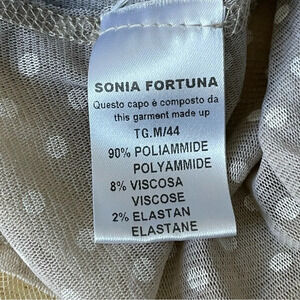 SONIA FORTUNA
Questo capo é composto da
this garment made up
TG.M/44
90% POLIAMMIDE
POLYAMMIDE
8% VISCOSA
VISCOSE
2% ELASTAN
ELASTANE